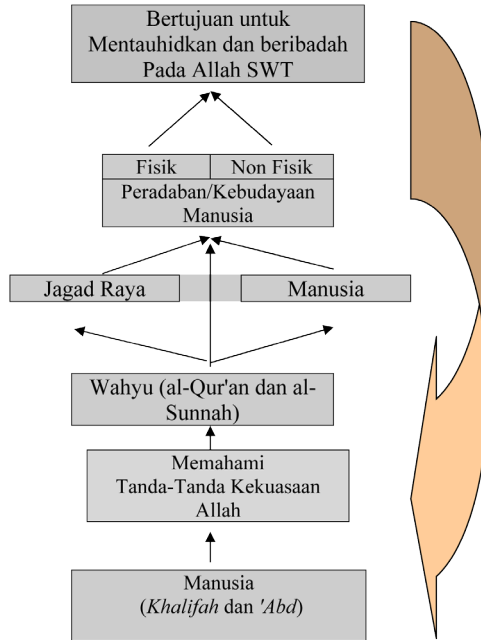 Bertujuan untuk
Mentauhidkan dan beribadah
Pada Allah SWT
Fisik
Non Fisik
Peradaban/Kebudayaan
Manusia
Jagad Raya
Manusia
Wahyu (al-Qur'an dan al-
Sunnah)
Memahami
Tanda-Tanda Kekuasaan
Allah
Manusia
(Khalifah dan 'Abd)